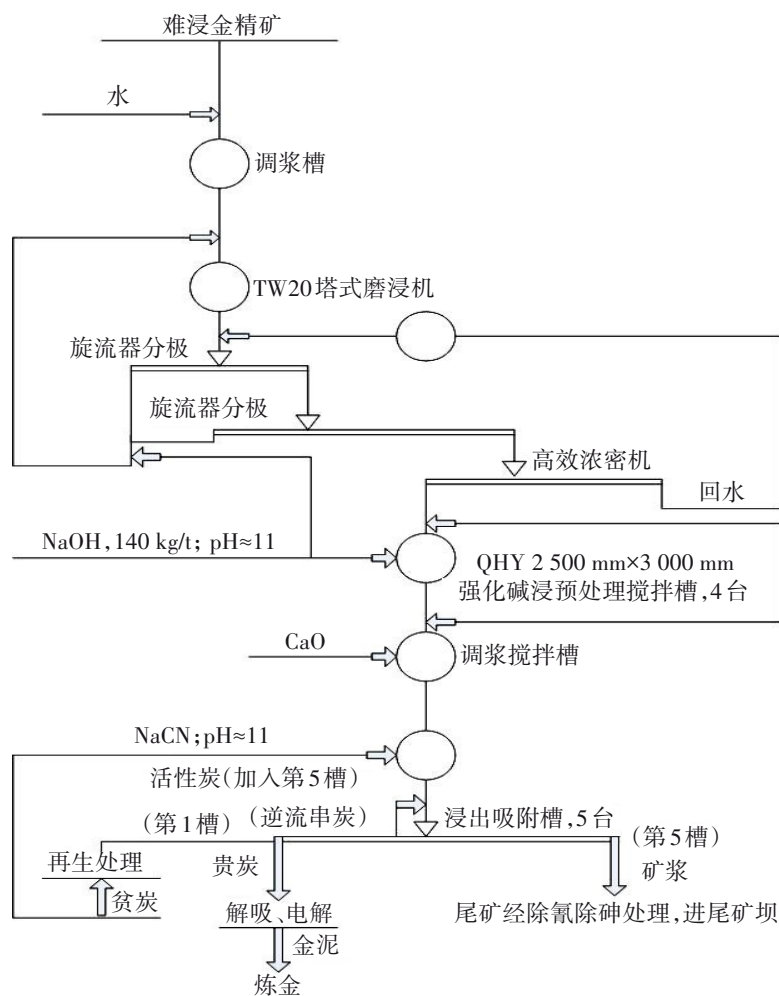 难浸金精矿
水
调浆槽
TW20塔式磨浸机
旋流器分极
旋流器分极
高效浓密机
回水
NaOH,140 kg/t; pH≈11
QHY 2 500 mm×3 000 mm
强化碱浸预处理搅拌槽,4台
CaO
调浆搅拌槽
NaCN;pH≈11
活性炭(加入第5槽)
(第1槽)
(逆流串炭)
浸出吸附槽,5台
(第5槽)
再生处理
贵炭
矿浆
贫炭
解吸、电解
尾矿经除氰除砷处理,进尾矿坝
金泥
炼金